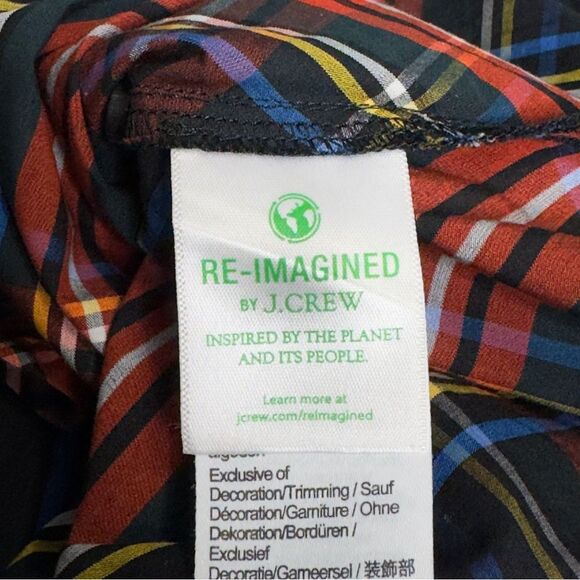 RE-IMAGINED
BY J.CREW
INSPIRED BY THE PLANET
AND ITS PEOPLE.
Learn more at
jcrew.com/reimagined
Exclusive of
Decoration/Trimming / Sauf
Décoration/Garniture / Ohne
Dekoration/Bordüren /
Exclusief
Decoratie/Garneersel / 装飾部